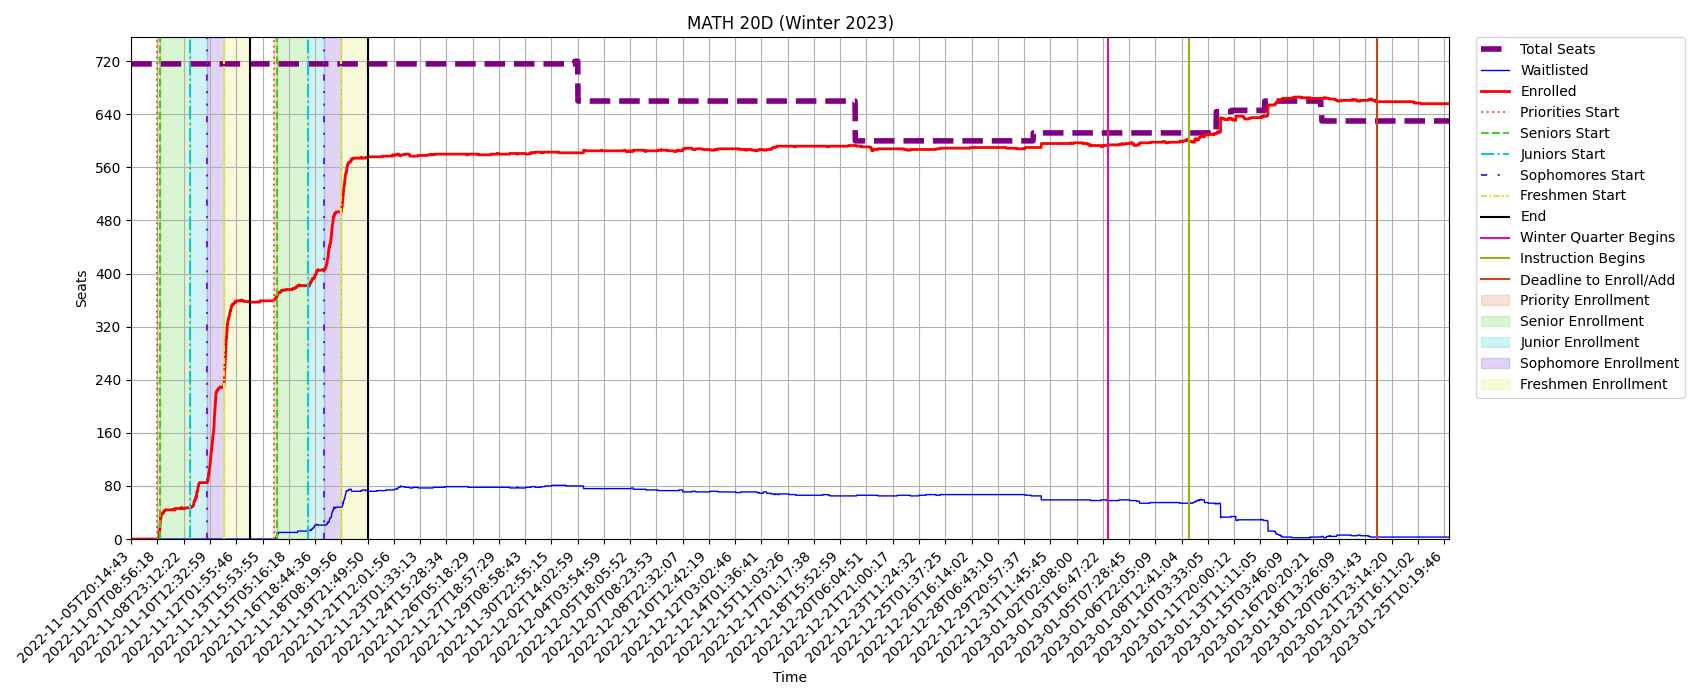 MATH 20D (Winter 2023)
Seats
720
640
560
480
400
320
240
160
80
0
2022-11-05T20:14:43
2022-11-07T08:56:18
2022-11-08T23:12:22
2022-11-10T12:32:59
2022-11-12T01:55:46
2022-11-13T15:53:55
2022-11-15T05:16:18
2022-11-16T18:44:36
2022-11-18T08:19:56
2022-11-19T21:49:50
2022-11-21T12:01:56
2022-11-23T01:33:13
2022-11-24T15:28:34
2022-11-26T05:18:29
2022-11-27T18:57:29
2022-11-29T08:58:43
2022-11-30T22:55:15
2022-12-02T14:02:59
2022-12-04T03:54:59
2022-12-05T18:05:52
2022-12-07T08:23:53
2022-12-08T22:32:07
2022-12-10T12:42:19
2022-12-12T03:02:46
2022-12-14T01:36:41
2022-12-15T11:03:26
2022-12-17T01:17:38
2022-12-18T15:52:59
2022-12-20T06:04:51
2022-12-21T21:00:17
2022-12-23T11:24:32
2022-12-25T01:37:25
2022-12-26T16:14:02
2022-12-28T06:43:10
2022-12-29T20:57:37
2022-12-31T11:45:45
2023-01-02T02:08:00
2023-01-03T16:47:22
2023-01-05T07:28:45
2023-01-06T22:05:09
2023-01-08T12:41:04
2023-01-10T03:33:05
2023-01-11T20:00:12
2023-01-13T11:11:05
2023-01-15T03:46:09
2023-01-16T20:20:21
2023-01-18T13:26:09
2023-01-20T06:31:43
2023-01-21T23:14:20
2023-01-23T16:11:02
2023-01-25T10:19:46
Time
Total Seats
Waitlisted
Enrolled
Priorities Start
Seniors Start
Juniors Start
Sophomores Start
Freshmen Start
End
Winter Quarter Begins
Instruction Begins
Deadline to Enroll/Add
Priority Enrollment
Senior Enrollment
Junior Enrollment
Sophomore Enrollment
Freshmen Enrollment